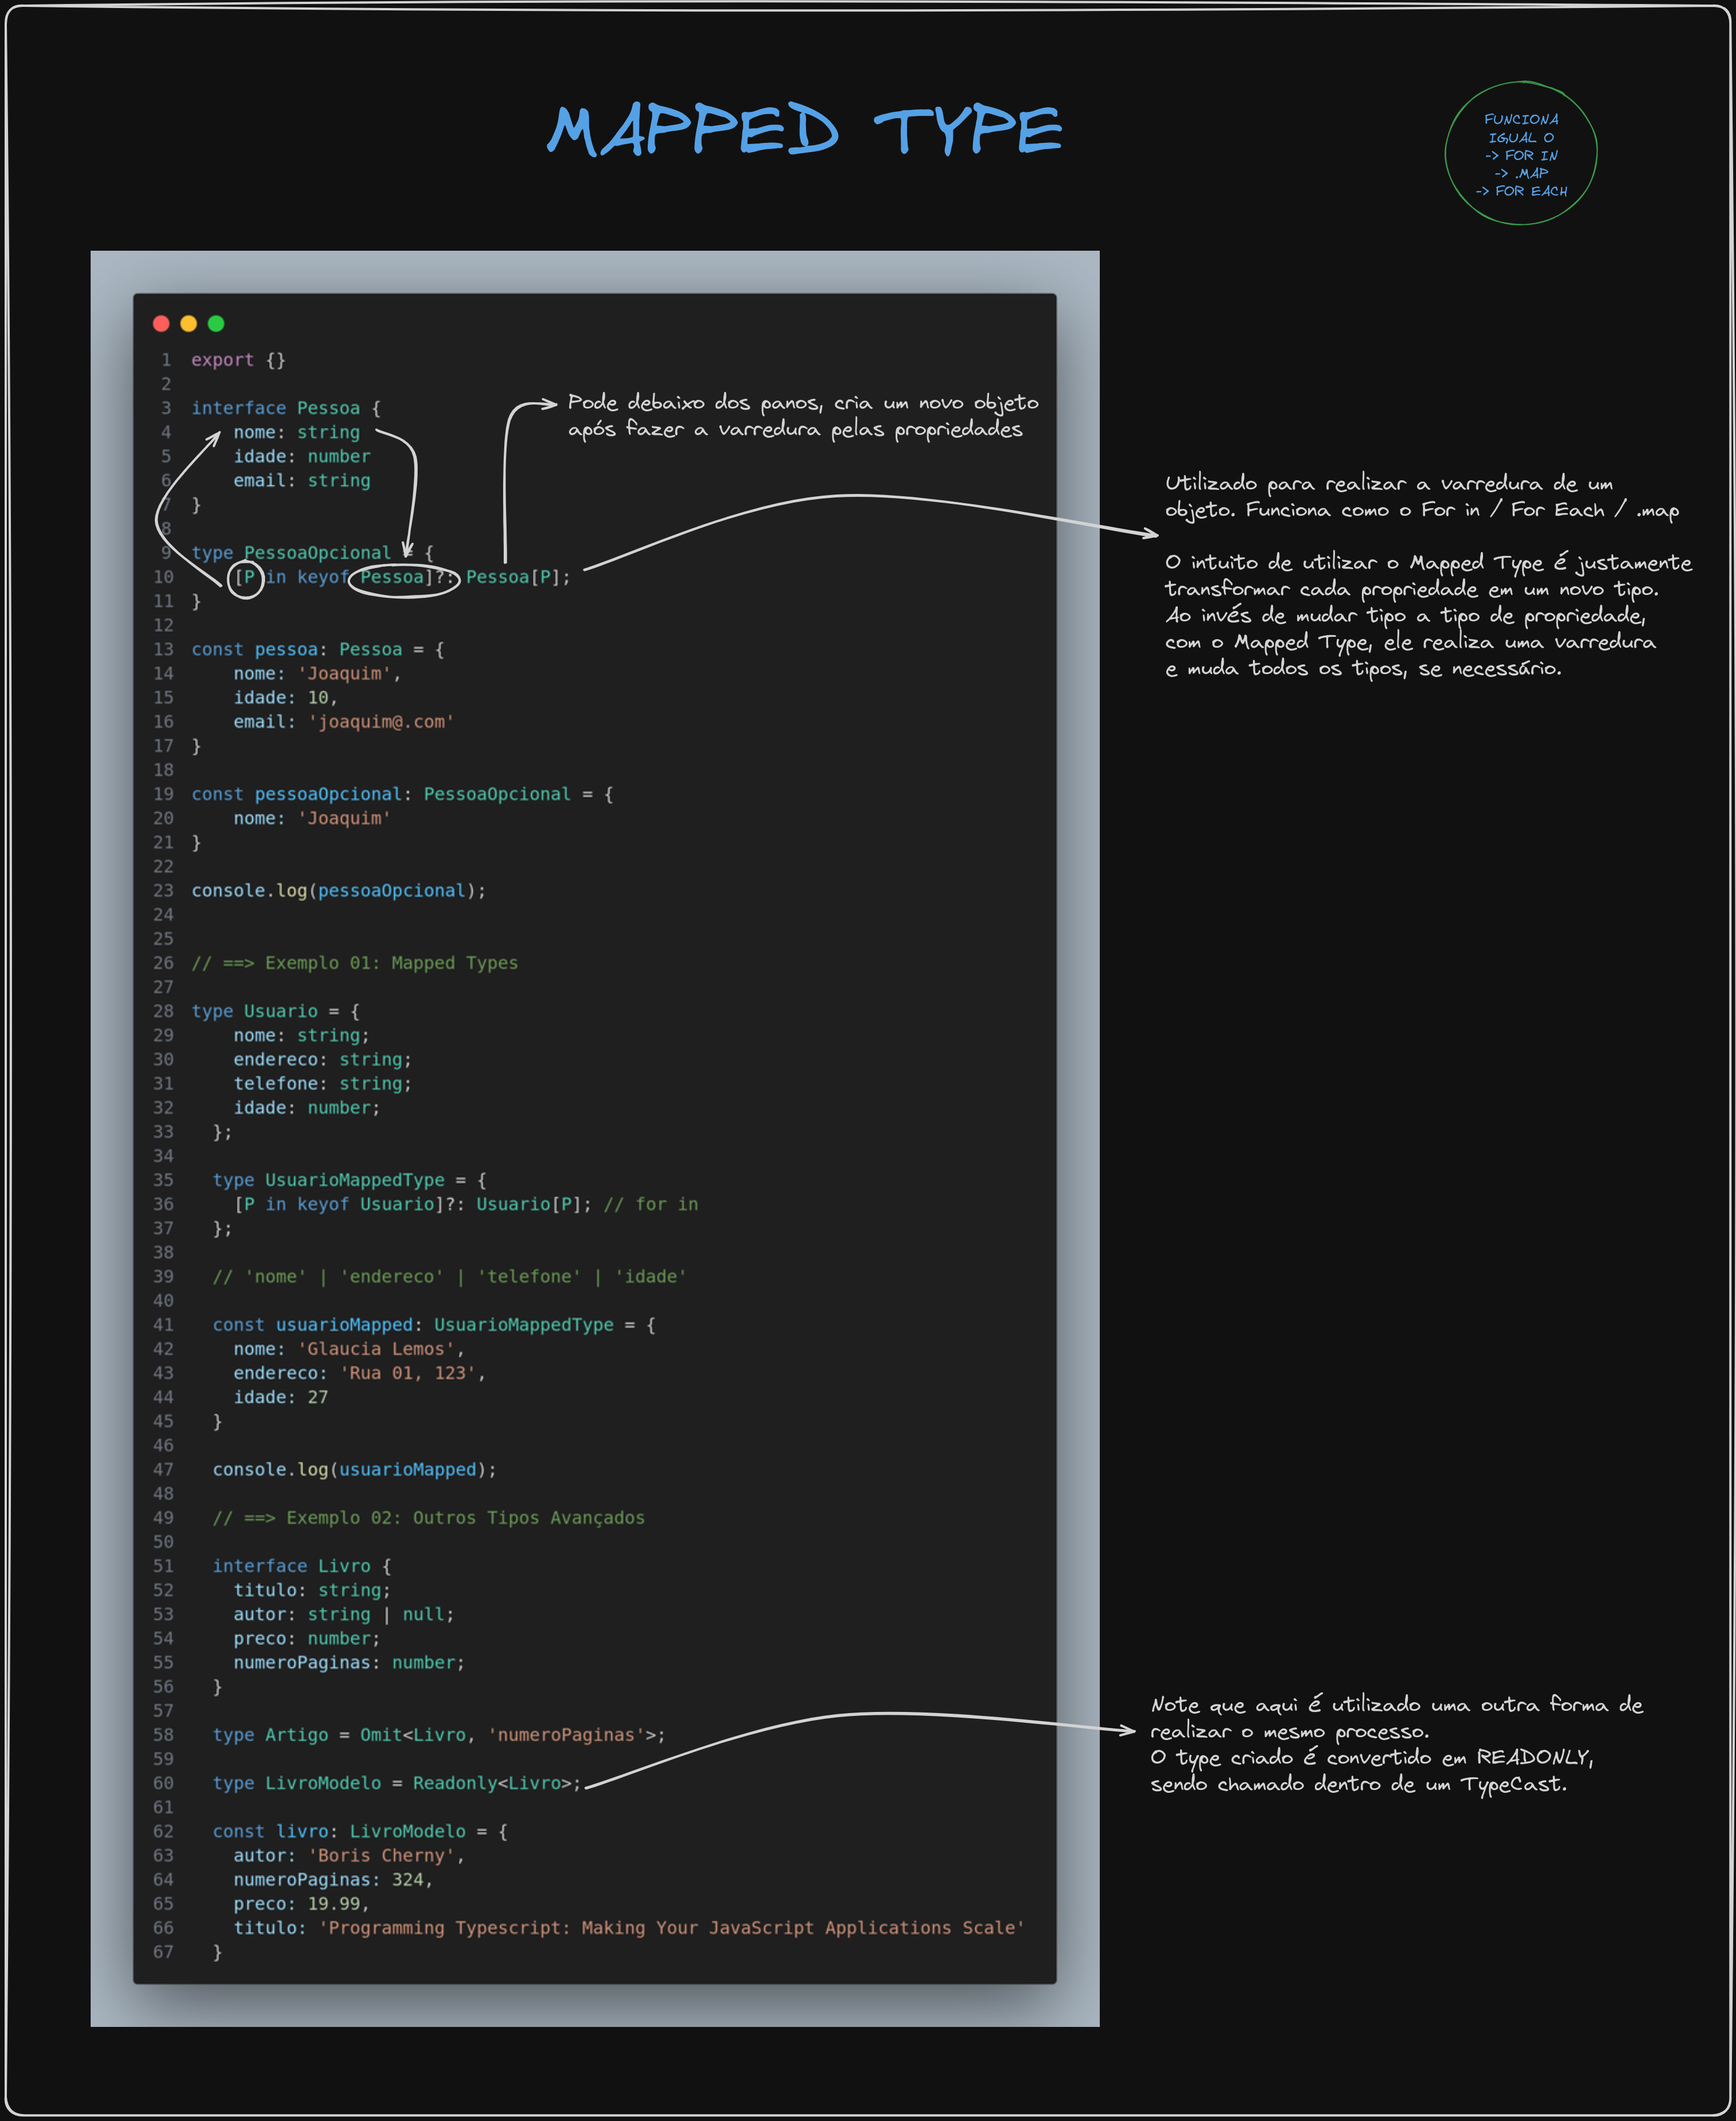 MAPPED TYPE
FUNCIONA
IGUAL O
-> FOR IN
-> .MAP
-> FOR EACH
1 export {}
2
3 interface Pessoa {
4 nome: string
5 idade: number
6 email: string
7 }
8
9 type PessoaOpcional = {
10 [P in keyof Pessoa]?: Pessoa[P];
11 }
12
13 const pessoa: Pessoa = {
14 nome: 'Joaquim',
15 idade: 10,
16 email: 'joaquim@.com'
17 }
18
19 const pessoaOpcional: PessoaOpcional = {
20 nome: 'Joaquim'
21 }
22
23 console.log(pessoaOpcional);
24
25
26 // ==> Exemplo 01: Mapped Types
27
28 type Usuario = {
29 nome: string;
30 endereco: string;
31 telefone: string;
32 idade: number;
33 };
34
35 type UsuarioMappedType = {
36 [P in keyof Usuario]?: Usuario[P]; // for in
37 };
38
39 // 'nome' | 'endereco' | 'telefone' | 'idade'
40
41 const usuarioMapped: UsuarioMappedType = {
42 nome: 'Glaucia Lemos',
43 endereco: 'Rua 01, 123',
44 idade: 27
45 }
46
47 console.log(usuarioMapped);
48
49 // ==> Exemplo 02: Outros Tipos Avançados
50
51 interface Livro {
52 titulo: string;
53 autor: string | null;
54 preco: number;
55 numeroPaginas: number;
56 }
57
58 type Artigo = Omit<Livro, 'numeroPaginas'>;
59
60 type LivroModelo = Readonly<Livro>;
61
62 const livro: LivroModelo = {
63 autor: 'Boris Cherny',
64 numeroPaginas: 324,
65 preco: 19.99,
66 titulo: 'Programming Typescript: Making Your JavaScript Applications Scale'
67 }
Pode debaixo dos panos, cria um novo objeto
após fazer a varredura pelas propriedades
Utilizado para realizar a varredura de um
objeto. Funciona como o For in / For Each / .map
O intuito de utilizar o Mapped Type é justamente
transformar cada propriedade em um novo tipo.
Ao invés de mudar tipo a tipo de propriedade,
com o Mapped Type, ele realiza uma varredura
e muda todos os tipos, se necessário.
Note que aqui é utilizado uma outra forma de
realizar o mesmo processo.
O type criado é convertido em READONLY,
sendo chamado dentro de um TypeCast.